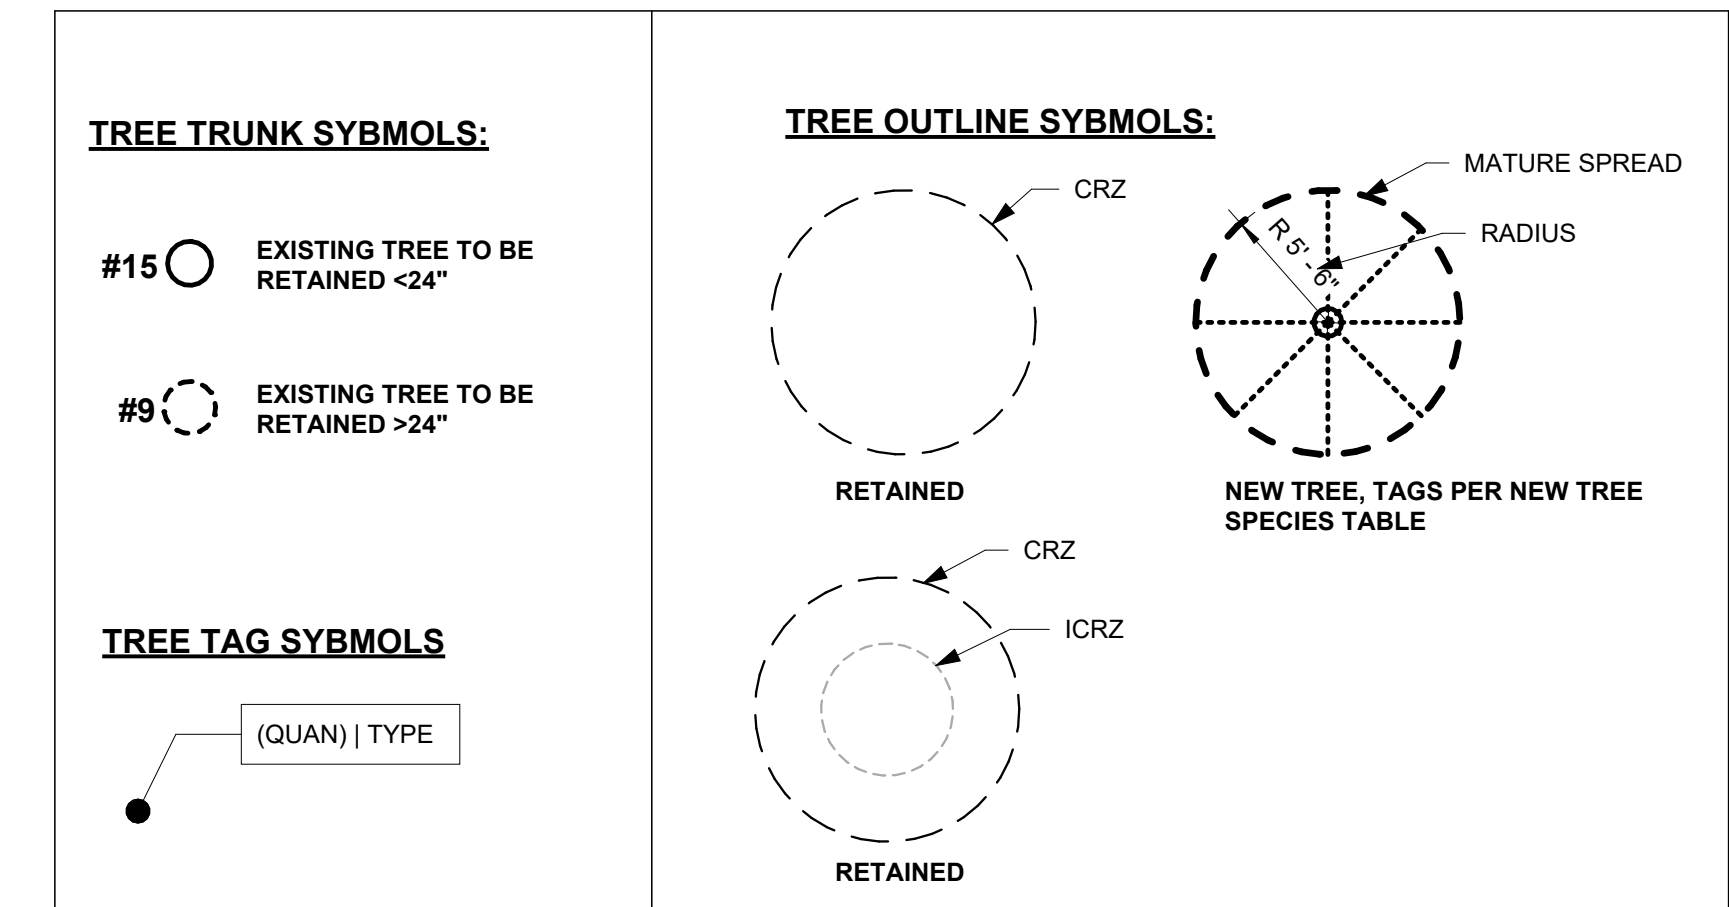 TREE TRUNK SYBMOLS:
#15
EXISTING TREE TO BE
RETAINED <24"
#9
EXISTING TREE TO BE
RETAINED >24"
TREE TAG SYBMOLS
(QUAN) | TYPE
TREE OUTLINE SYBMOLS:
CRZ
RETAINED
MATURE SPREAD
RADIUS
R 5' - 6"
NEW TREE, TAGS PER NEW TREE
SPECIES TABLE
CRZ
ICRZ
RETAINED